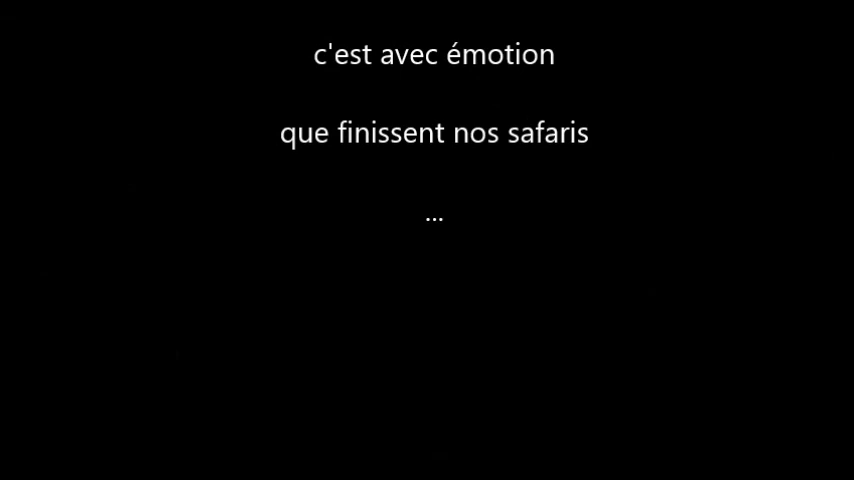 c'est avec émotion
que finissent nos safaris
...